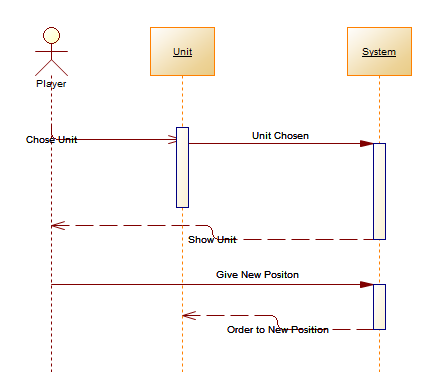 Unit
System
Player
Chose Unit
Unit Chosen
Show Unit
Give New Positon
Order to New Position